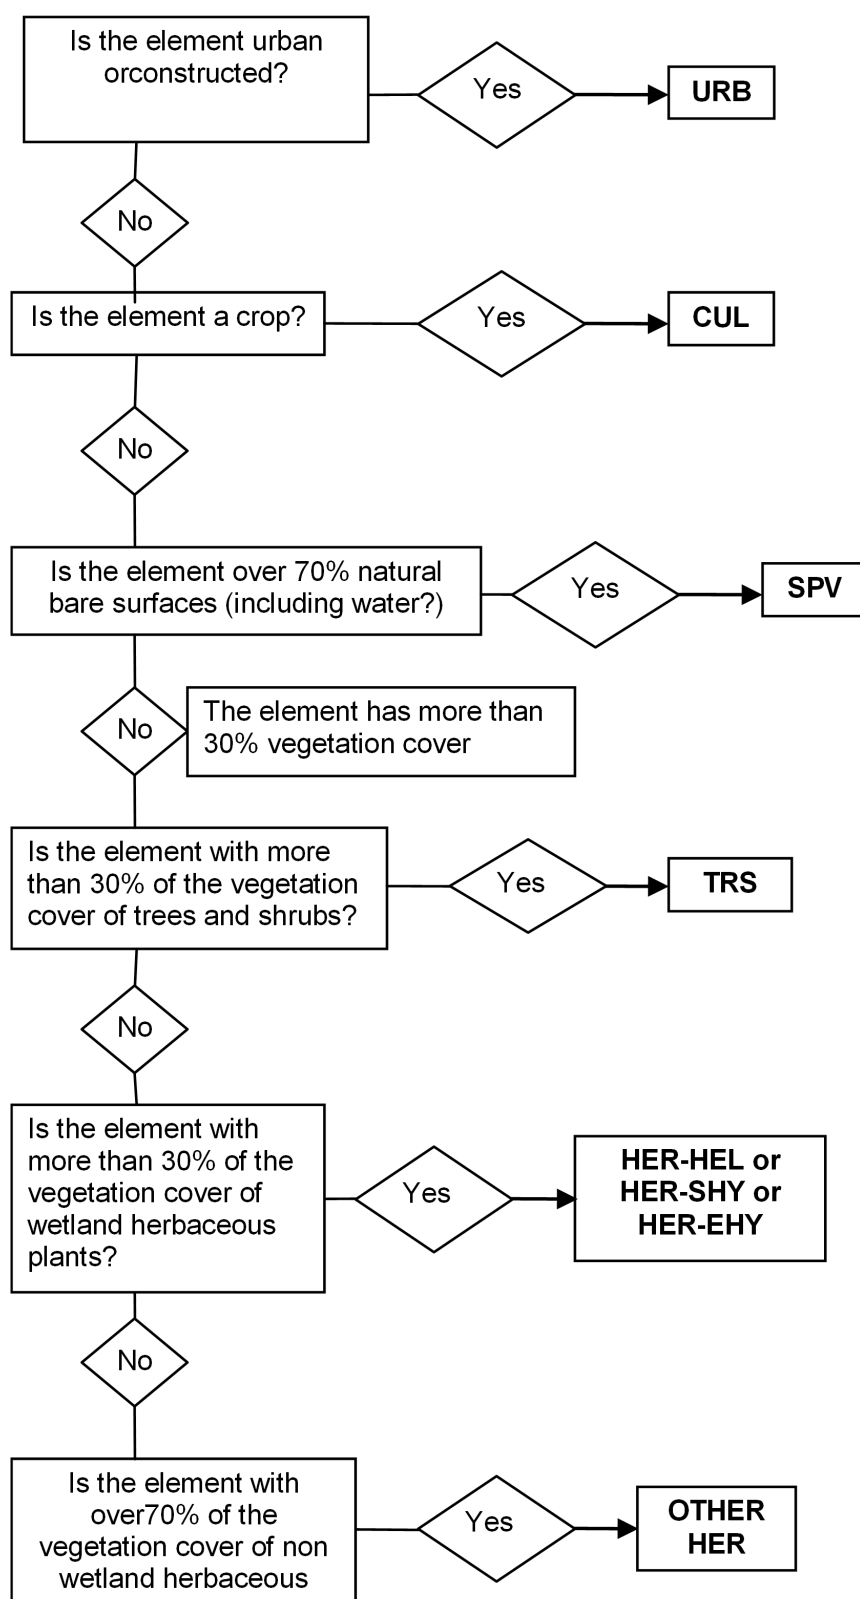 Is the element urban
orconstructed?
Yes
URB
No
Is the element a crop?
Yes
CUL
No
Is the element over 70% natural
bare surfaces (including water?)
Yes
SPV
No
The element has more than
30% vegetation cover
Is the element with more
than 30% of the vegetation
cover of trees and shrubs?
Yes
TRS
No
Is the element with
more than 30% of the
vegetation cover of
wetland herbaceous
plants?
Yes
HER-HEL or
HER-SHY or
HER-EHY
No
Is the element with
over70% of the
vegetation cover of non
wetland herbaceous
Yes
OTHER
HER